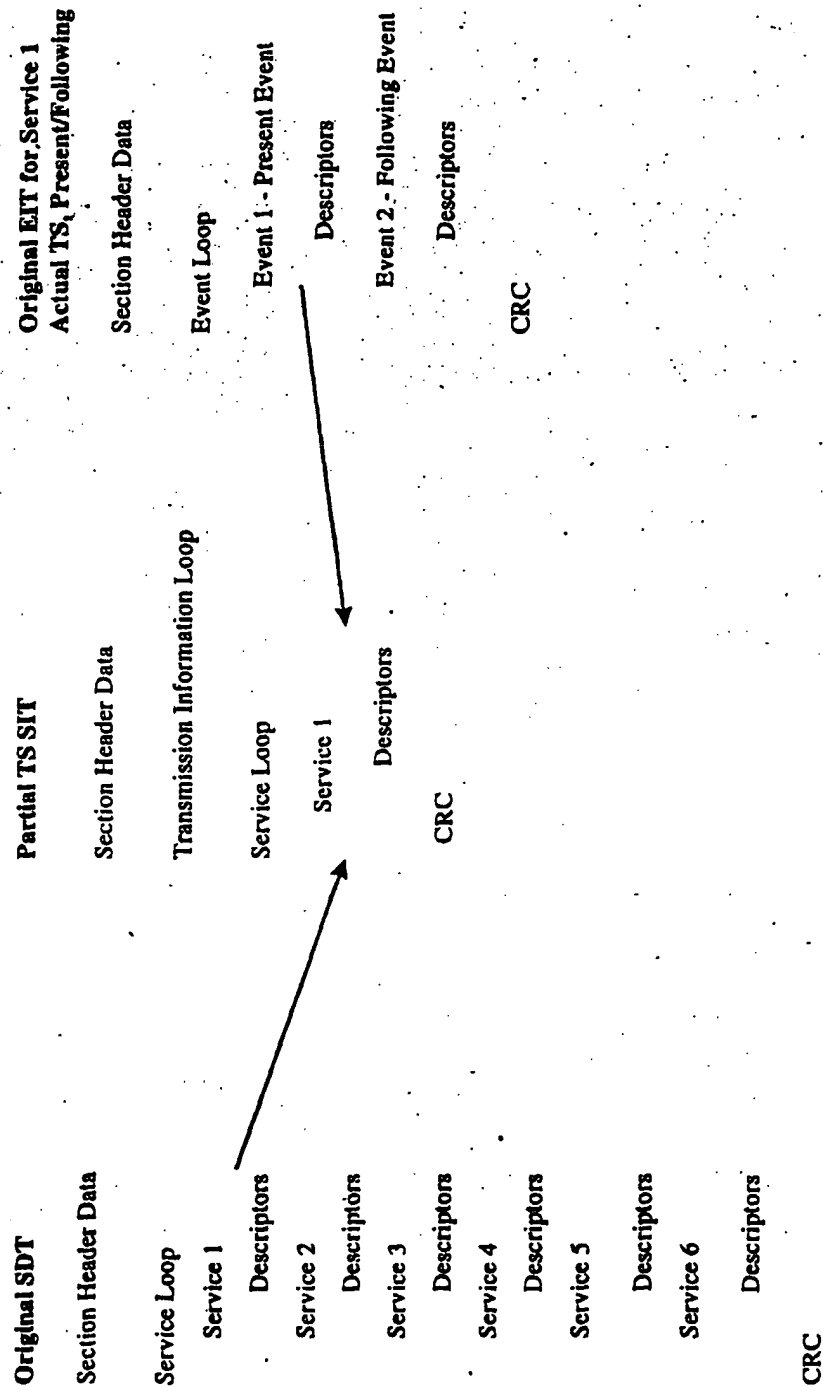 Original SDT
Section Header Data
Service Loop
Service 1
Descriptors
Service 2
Descriptors
Service 3
Descriptors
Service 4
Descriptors
Service 5
Descriptors
Service 6
Descriptors
CRC
Partial TS SIT
Section Header Data
Transmission Information Loop
Service Loop
Service 1
Descriptors
CRC
Original EIT for Service 1
Actual TS, Present/Following
Section Header Data
Event Loop
Event 1 - Present Event
Descriptors
Event 2 - Following Event
Descriptors
CRC